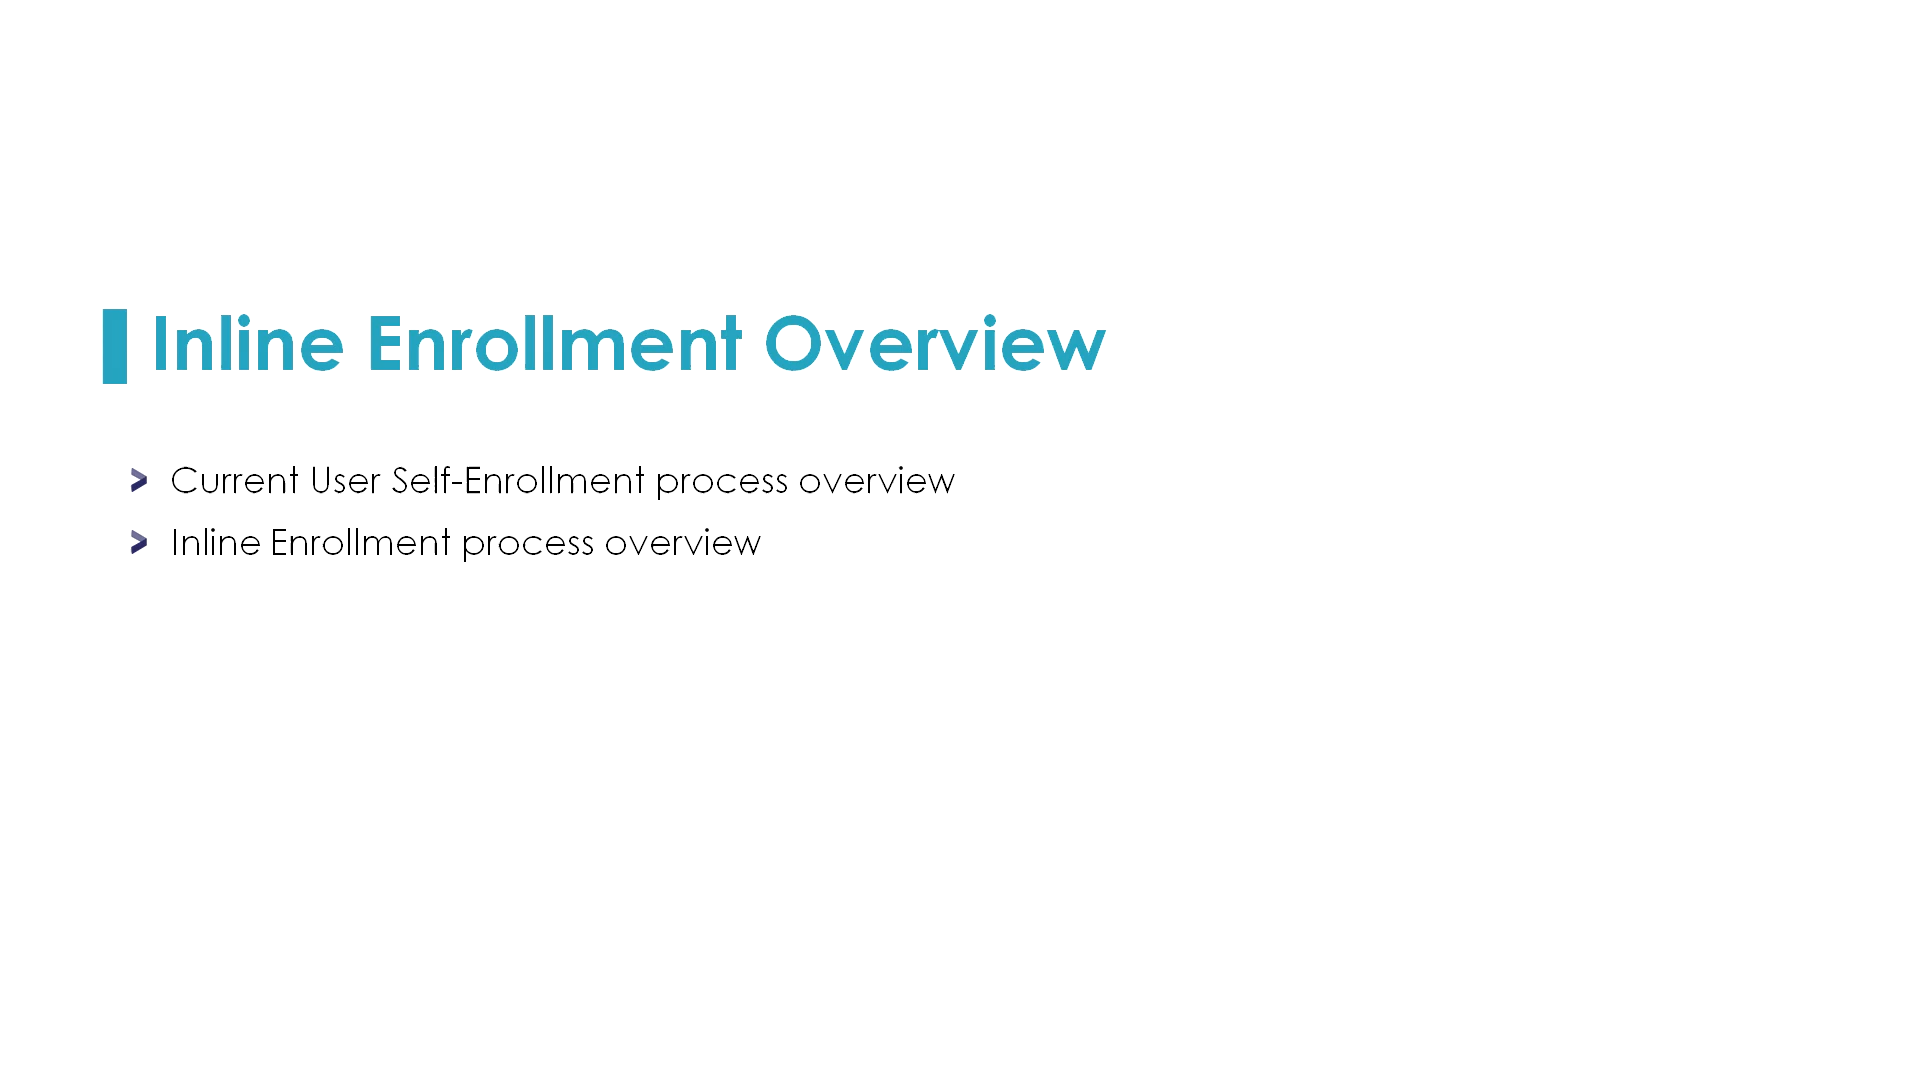 Inline Enrollment Overview
> Current User Self-Enrollment process overview
> Inline Enrollment process overview